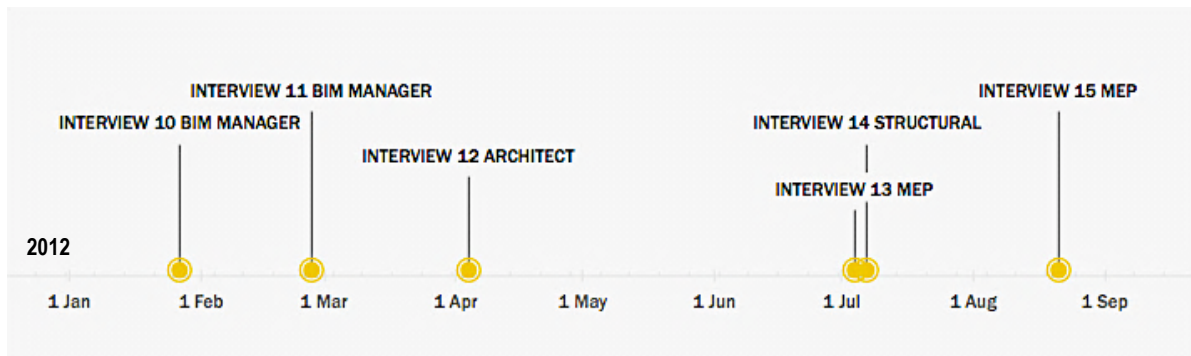 INTERVIEW 11 BIM MANAGER
INTERVIEW 15 MEP
INTERVIEW 10 BIM MANAGER
INTERVIEW 14 STRUCTURAL
INTERVIEW 12 ARCHITECT
INTERVIEW 13 MEP
2012
1 Jan
1 Feb
1 Mar
1 Apr
1 May
1 Jun
1 Jul
1 Aug
1 Sep